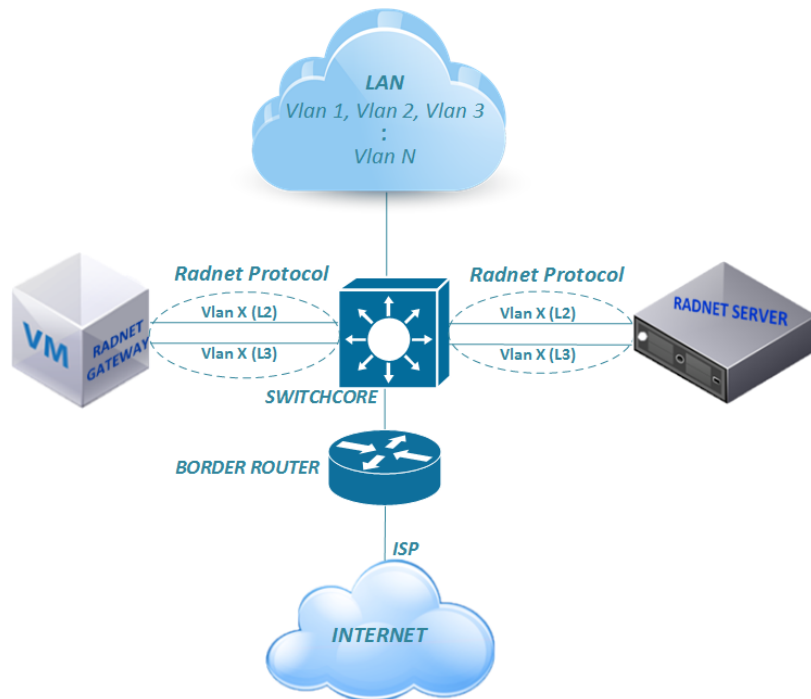 LAN
Vlan 1, Vlan 2, Vlan 3
:
Vlan N
Radnet Protocol
Radnet Protocol
Vlan X (L2)
Vlan X (L2)
VM
RADNET
GATEWAY
RADNET SERVER
Vlan X (L3)
Vlan X (L3)
SWITCHCORE
BORDER ROUTER
ISP
INTERNET